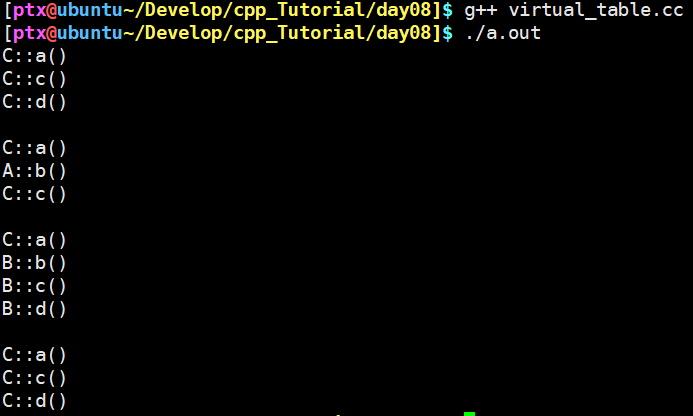 [ptx@ubuntu~/Develop/cpp_Tutorial/day08]$ g++ virtual_table.cc
[ptx@ubuntu~/Develop/cpp_Tutorial/day08]$ ./a.out
C::a()
C::c()
C::d()
C::a()
A::b()
C::c()
C::a()
B::b()
B::c()
B::d()
C::a()
C::c()
C::d()